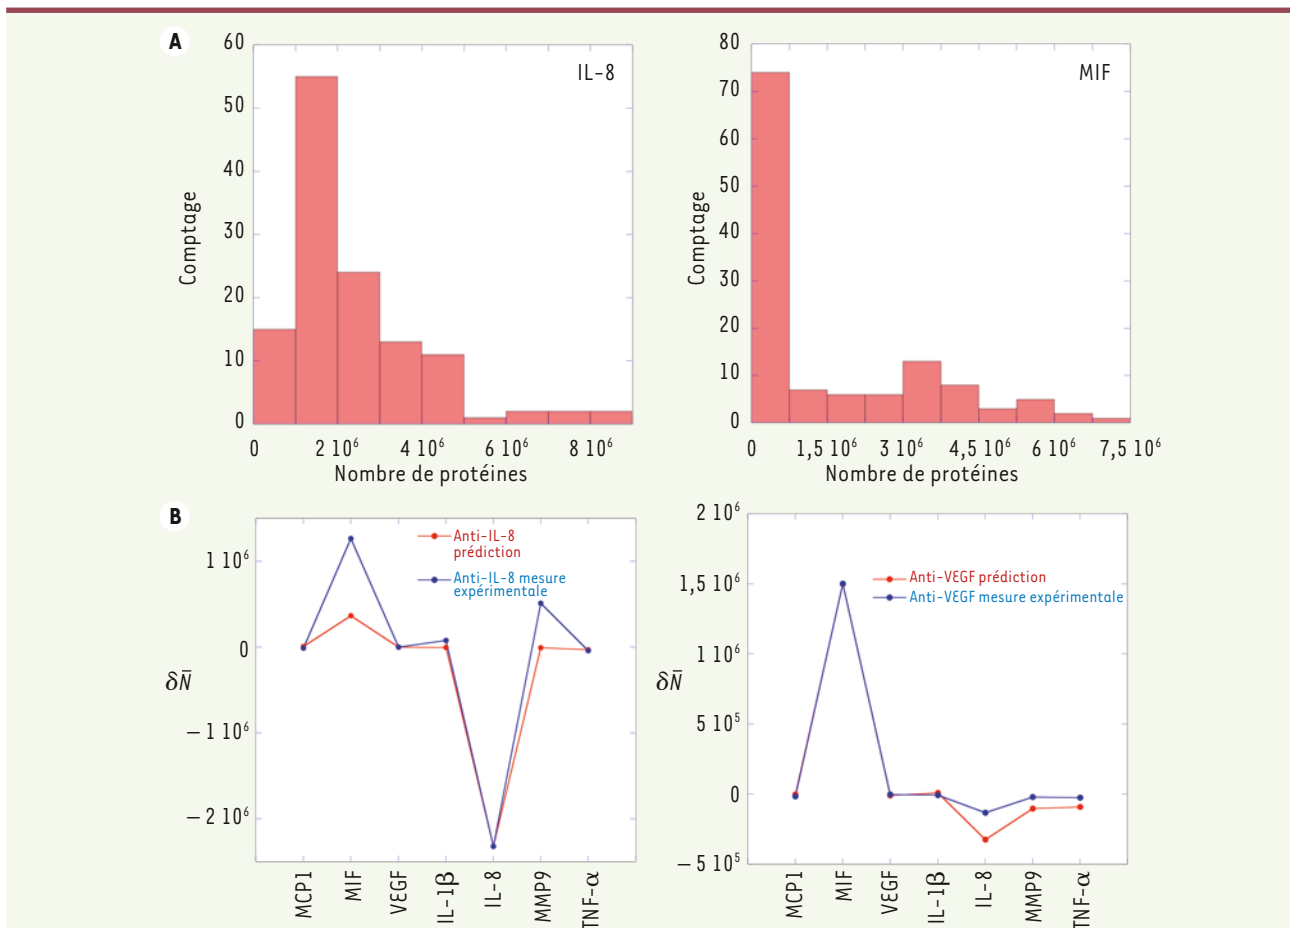 A
60
50
40
30
20
10
0
Comptage
IL-8
0
2 10⁶
4 10⁶
6 10⁶
8 10⁶
Nombre de protéines
80
70
60
50
40
30
20
10
0
Comptage
MIF
0
1,5 10⁶
3 10⁶
4,5 10⁶
6 10⁶
7,5 10⁶
Nombre de protéines
B
1 10⁶
0
δN̄
− 1 10⁶
− 2 10⁶
Anti-IL-8
prédiction
Anti-IL-8 mesure
expérimentale
MCP1
MIF
VEGF
IL-1β
IL-8
MMP9
TNF-α
2 10⁶
1,5 10⁶
1 10⁶
δN̄
5 10⁵
0
− 5 10⁵
Anti-VEGF prédiction
Anti-VEGF mesure expérimentale
MCP1
MIF
VEGF
IL-1β
IL-8
MMP9
TNF-α